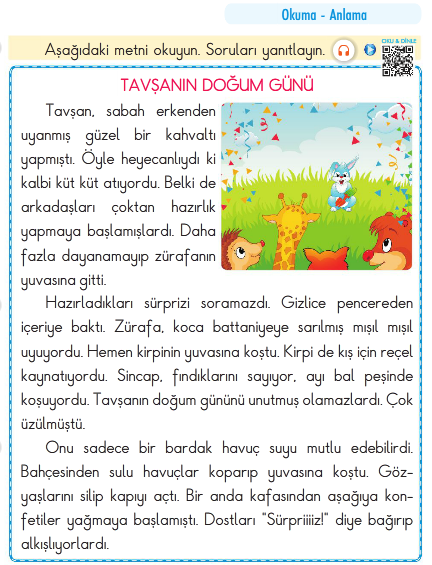 Okuma - Anlama
Aşağıdaki metni okuyun. Soruları yanıtlayın.
OKU & DİNLE
TAVŞANIN DOĞUM GÜNÜ
Tavşan, sabah erkenden
uyanmış güzel bir kahvaltı
yapmıştı. Öyle heyecanlıydı ki
kalbi küt küt atıyordu. Belki de
arkadaşları çoktan hazırlık
yapmaya başlamışlardı. Daha
fazla dayanamayıp zürafanın
yuvasına gitti.
Hazırladıkları sürprizi soramazdı. Gizlice pencereden
içeriye baktı. Zürafa, koca battaniyeye sarılmış mışıl mışıl
uyuyordu. Hemen kirpinin yuvasına koştu. Kirpi de kış için reçel
kaynatıyordu. Sincap, fındıklarını sayıyor, ayı bal peşinde
koşuyordu. Tavşanın doğum gününü unutmuş olamazlardı. Çok
üzülmüştü.
Onu sadece bir bardak havuç suyu mutlu edebilirdi.
Bahçesinden sulu havuçlar koparıp yuvasına koştu. Göz-
yaşlarını silip kapıyı açtı. Bir anda kafasından aşağıya kon-
fetiler yağmaya başlamıştı. Dostları "Sürpriiiiz!" diye bağırıp
alkışlıyorlardı.